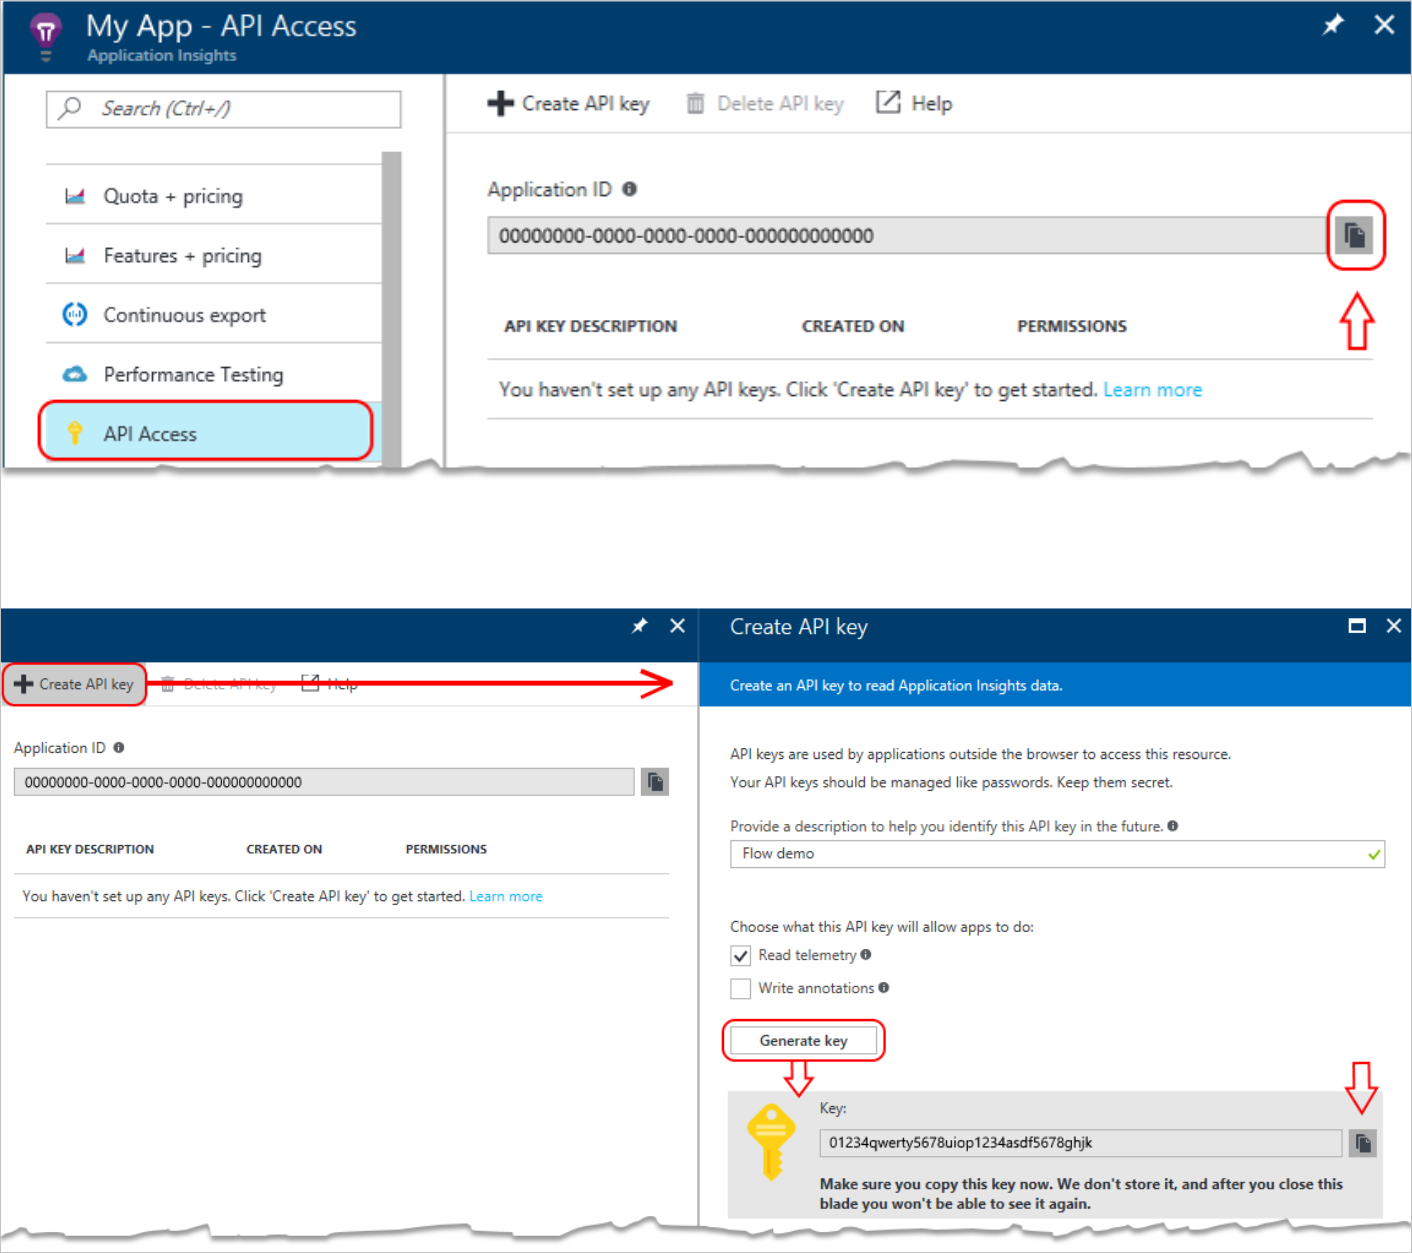 My App - API Access
Application Insights
Search (Ctrl+/)
Quota + pricing
Features + pricing
Continuous export
Performance Testing
API Access
Create API key
Delete API key
Help
Application ID
00000000-0000-0000-0000-000000000000
API KEY DESCRIPTION CREATED ON PERMISSIONS
You haven't set up any API keys. Click 'Create API key' to get started. Learn more
Create API key
Delete API key
Help
Application ID
00000000-0000-0000-0000-000000000000
API KEY DESCRIPTION CREATED ON PERMISSIONS
You haven't set up any API keys. Click 'Create API key' to get started. Learn more
Create API key
Create an API key to read Application Insights data.
API keys are used by applications outside the browser to access this resource.
Your API keys should be managed like passwords. Keep them secret.
Provide a description to help you identify this API key in the future.
Flow demo
Choose what this API key will allow apps to do:
Read telemetry
Write annotations
Generate key
Key:
01234qwerty5678uiop1234asdf5678ghjk
Make sure you copy this key now. We don't store it, and after you close this
blade you won't be able to see it again.